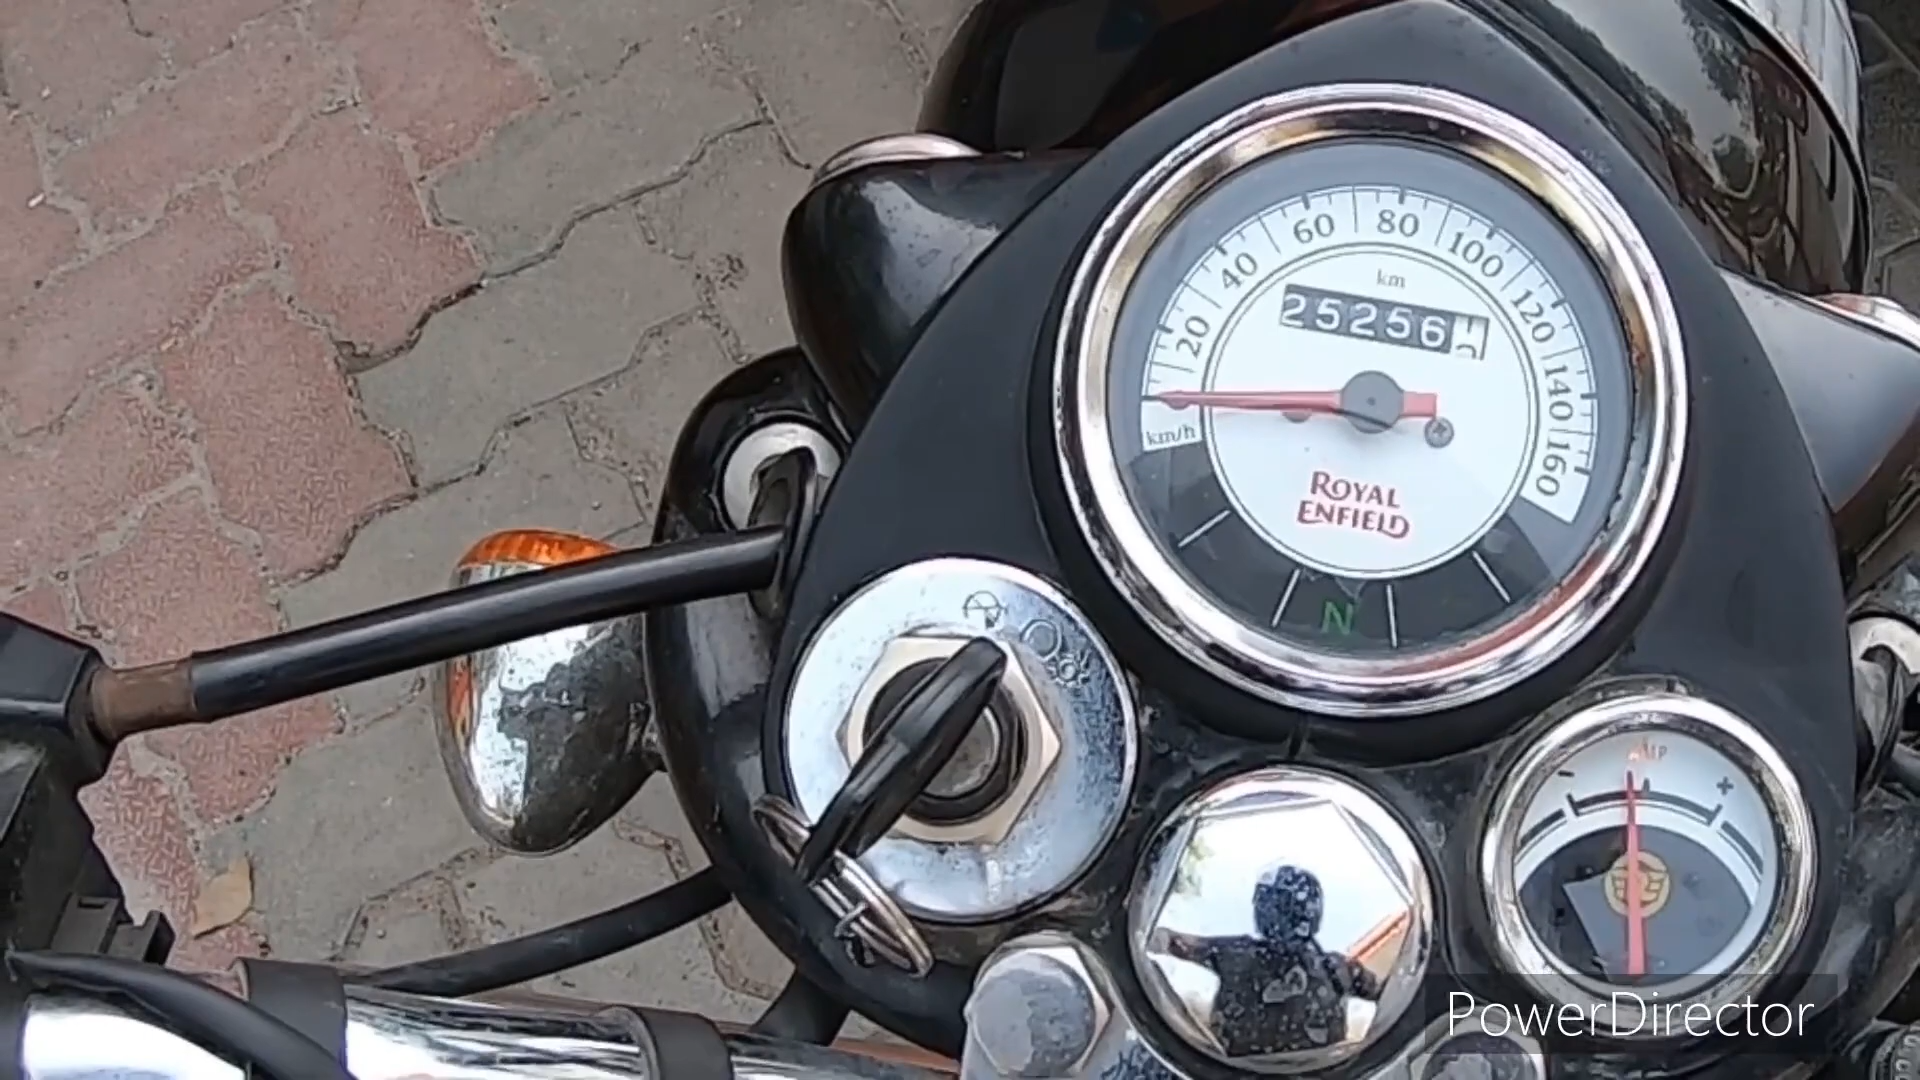 20 40 60 80 100 120 140 160
km
25256
km/h
ROYAL
ENFIELD
N
AMP
- +
PowerDirector